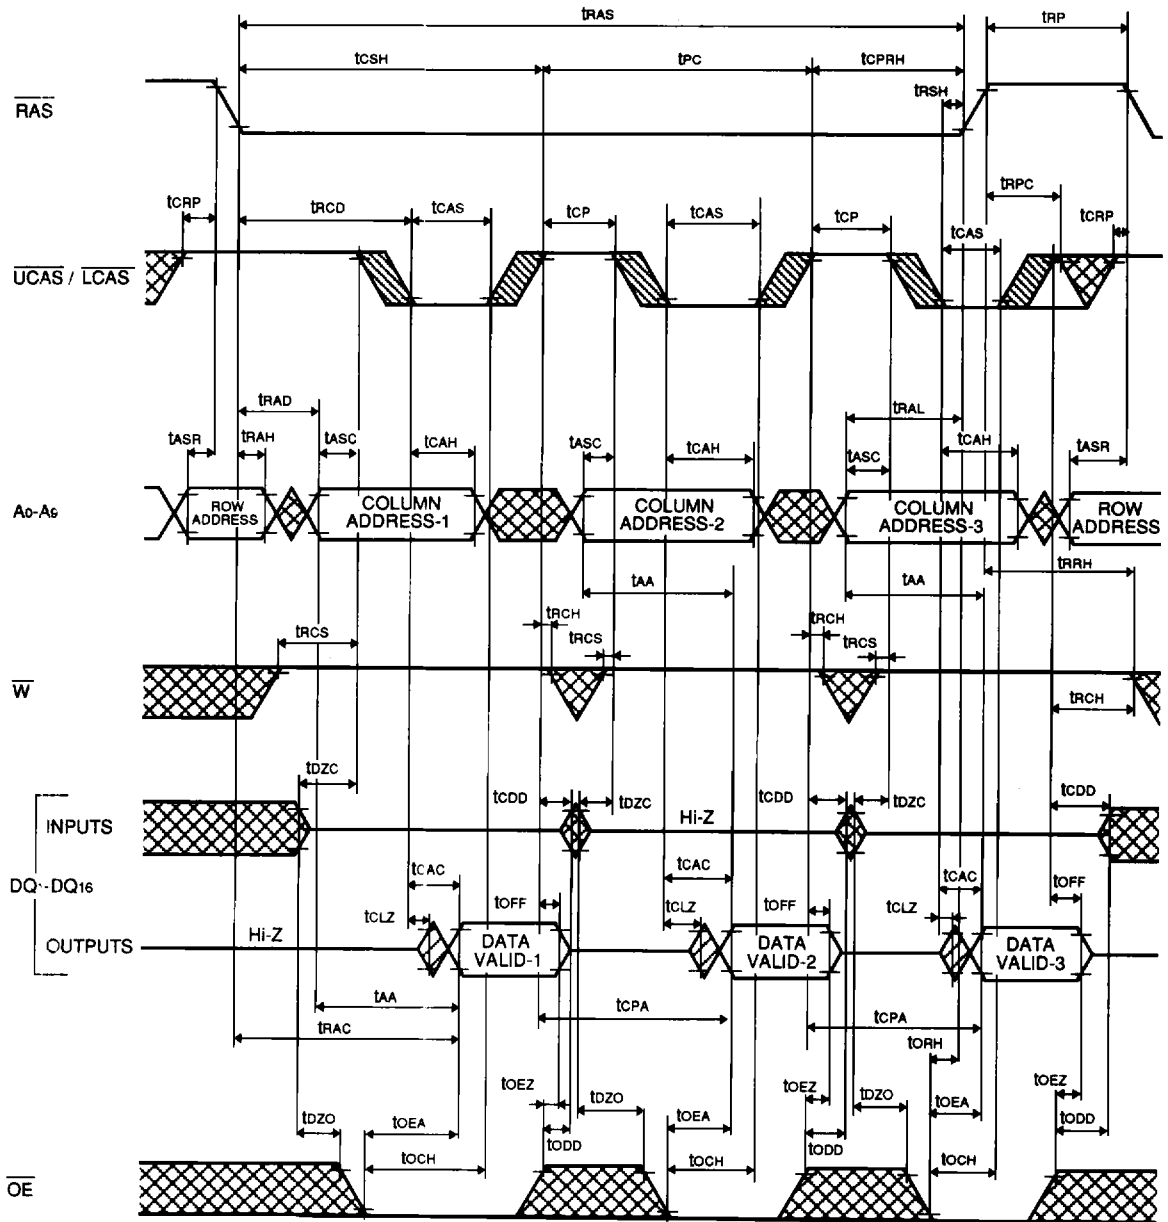 tRAS tRP
tCSH tPC tCPRH
tRSH
RAS
tRPC
tCRP tRCD tCAS tCP tCAS tCP tCAS tCRP
UCAS / LCAS
tRAD tRAL
tASR tRAH tASC tCAH tASC tCAH tASC tCAH tASR
A0-A9 ROW ADDRESS COLUMN ADDRESS-1 COLUMN ADDRESS-2 COLUMN ADDRESS-3 ROW ADDRESS
tAA tAA tRRH
tRCH tRCH
tRCS tRCS tRCS
W
tRCH
tDZC tCDD tDZC tCDD tDZC tCDD
INPUTS Hi-Z
DQ -DQ16
tCAC tCAC tCAC
tCLZ tOFF tCLZ tOFF tCLZ tOFF
OUTPUTS Hi-Z DATA VALID-1 DATA VALID-2 DATA VALID-3
tAA tCPA
tRAC tCPA
tORH
tOEZ tOEZ tOEZ
tDZO tOEA tDZO tOEA tDZO tOEA
tODD tODD tODD
tOCH tOCH tOCH
OE